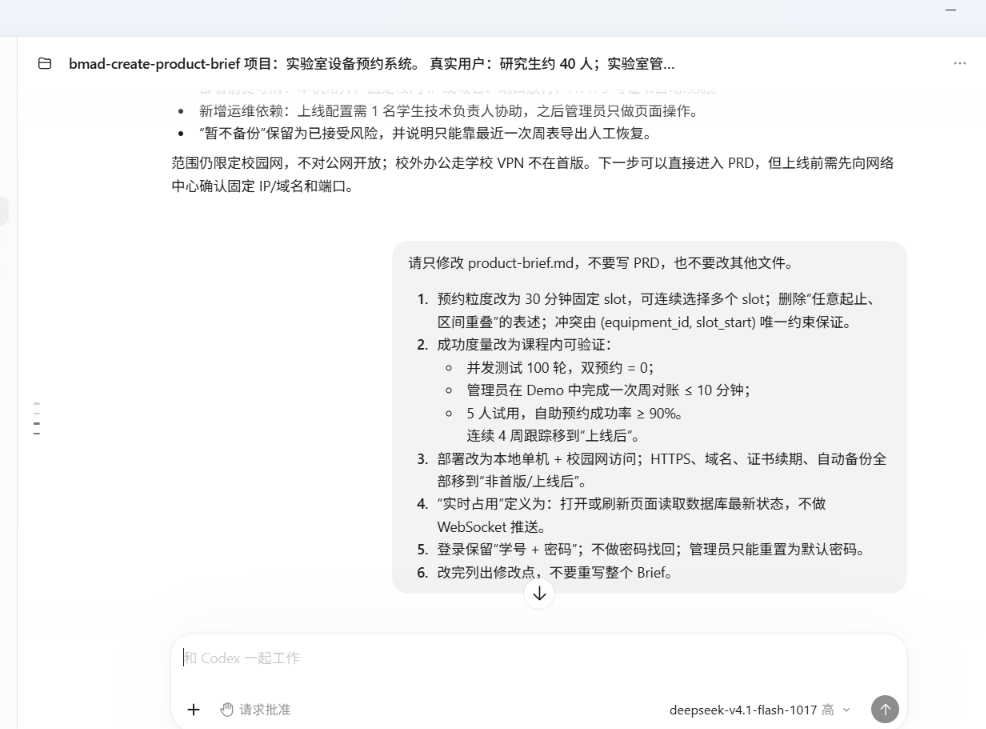 bmad-create-product-brief 项目：实验室设备预约系统。 真实用户：研究生约 40 人；实验室管...
新增运维依赖：上线配置需 1 名学生技术负责人协助，之后管理员只做页面操作。
“暂不备份”保留为已接受风险，并说明只能靠最近一次周表导出人工恢复。
范围仍限定校园网，不对公网开放；校外办公走学校 VPN 不在首版。下一步可以直接进入 PRD，但上线前需先向网络
中心确认固定 IP/域名和端口。
请只修改 product-brief.md，不要写 PRD，也不要改其他文件。
1. 预约粒度改为 30 分钟固定 slot，可连续选择多个 slot；删除“任意起止、
区间重叠”的表述；冲突由 (equipment_id, slot_start) 唯一约束保证。
2. 成功度量改为课程内可验证：
并发测试 100 轮，双预约 = 0；
管理员在 Demo 中完成一次周对账 ≤ 10 分钟；
5 人试用，自助预约成功率 ≥ 90%。
连续 4 周跟踪移到“上线后”。
3. 部署改为本地单机 + 校园网访问；HTTPS、域名、证书续期、自动备份全
部移到“非首版/上线后”。
4. “实时占用”定义为：打开或刷新页面读取数据库最新状态，不做
WebSocket 推送。
5. 登录保留“学号 + 密码”；不做密码找回；管理员只能重置为默认密码。
6. 改完列出修改点，不要重写整个 Brief。
和 Codex 一起工作
请求批准
deepseek-v4.1-flash-1017 高